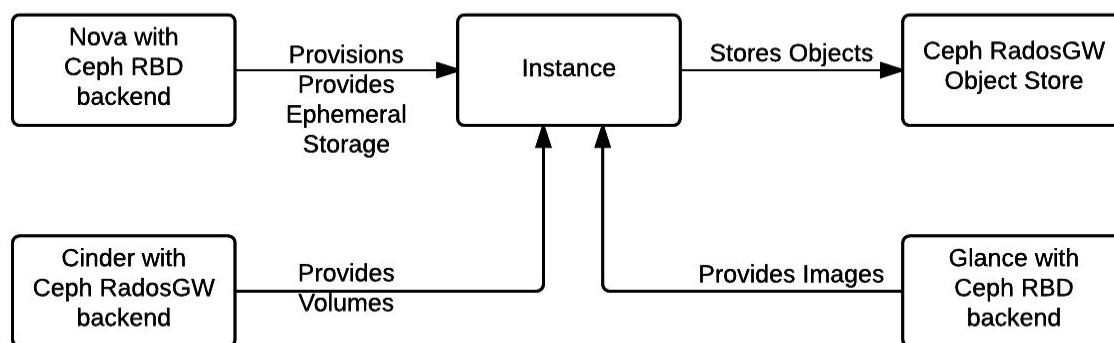 Nova with
Ceph RBD
backend
Provisions
Provides
Ephemeral
Storage
Instance
Stores Objects
Ceph RadosGW
Object Store
Cinder with
Ceph RadosGW
backend
Provides
Volumes
Provides Images
Glance with
Ceph RBD
backend